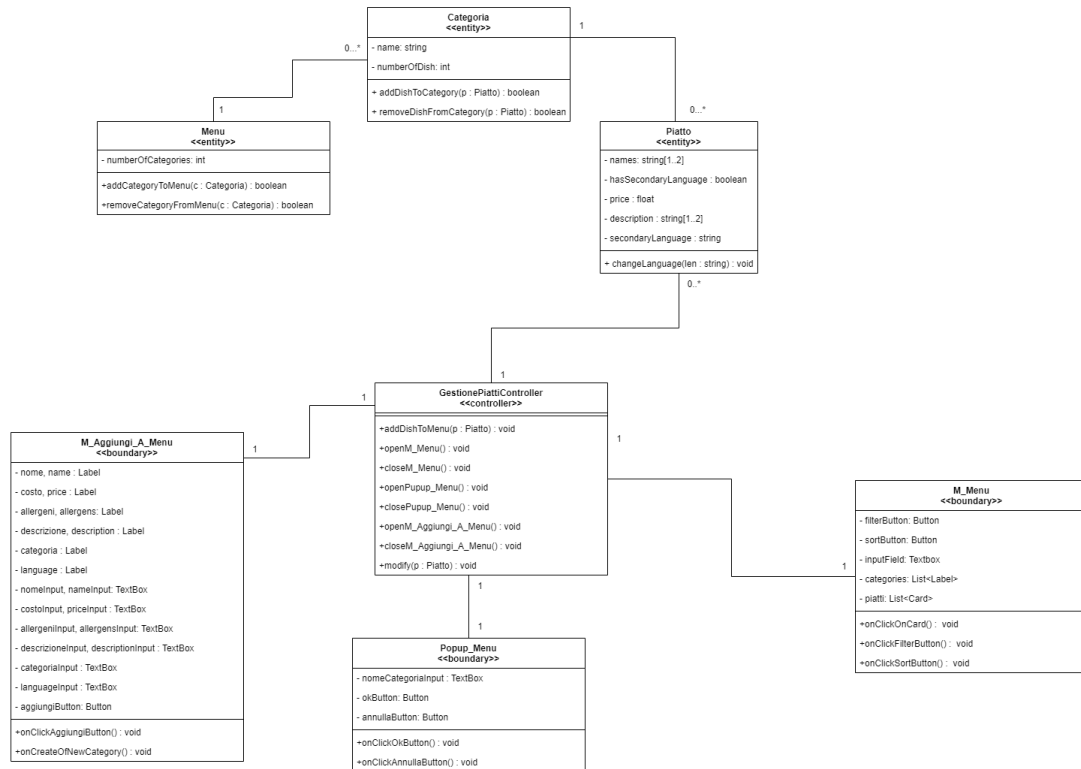 Categoria
<<entity>>
- name: string
- numberOfDish: int
+ addDishToCategory(p : Piatto) : boolean
+ removeDishFromCategory(p : Piatto) : boolean
1
0...*
1
0...*
Menu
<<entity>>
- numberOfCategories: int
+addCategoryToMenu(c : Categoria) : boolean
+removeCategoryFromMenu(c : Categoria) : boolean
Piatto
<<entity>>
- names: string[1..2]
- hasSecondaryLanguage : boolean
- price : float
- description : string[1..2]
- secondaryLanguage : string
+ changeLanguage(len : string) : void
0..*
1
GestionePiattiController
<<controller>>
+addDishToMenu(p : Piatto) : void
+openM_Menu() : void
+closeM_Menu() : void
+openPupup_Menu() : void
+closePupup_Menu() : void
+openM_Aggiungi_A_Menu() : void
+closeM_Aggiungi_A_Menu() : void
+modify(p : Piatto) : void
1
1
1
1
1
1
M_Aggiungi_A_Menu
<<boundary>>
- nome, name : Label
- costo, price : Label
- allergeni, allergens: Label
- descrizione, description : Label
- categoria : Label
- language : Label
- nomeInput, nameInput: TextBox
- costoInput, priceInput : TextBox
- allergeniInput, allergensInput: TextBox
- descrizioneInput, descriptionInput : TextBox
- categoriaInput : TextBox
- languageInput : TextBox
- aggiungiButton: Button
+onClickAggiungiButton() : void
+onCreateOfNewCategory() : void
Popup_Menu
<<boundary>>
- nomeCategoriaInput : TextBox
- okButton: Button
- annullaButton: Button
+onClickOkButton() : void
+onClickAnnullaButton() : void
M_Menu
<<boundary>>
- filterButton: Button
- sortButton: Button
- inputField: Textbox
- categories: List<Label>
- piatti: List<Card>
+onClickOnCard() : void
+onClickFilterButton() : void
+onClickSortButton() : void